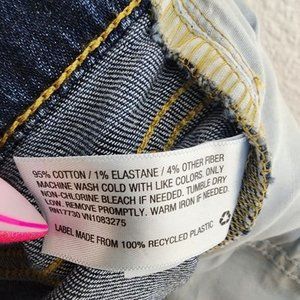 95% COTTON / 1% ELASTANE / 4% OTHER FIBER
MACHINE WASH COLD WITH LIKE COLORS. ONLY
NON-CHLORINE BLEACH IF NEEDED. TUMBLE DRY
LOW. REMOVE PROMPTLY. WARM IRON IF NEEDED.
RN17730 VN1083275
LABEL MADE FROM 100% RECYCLED PLASTIC